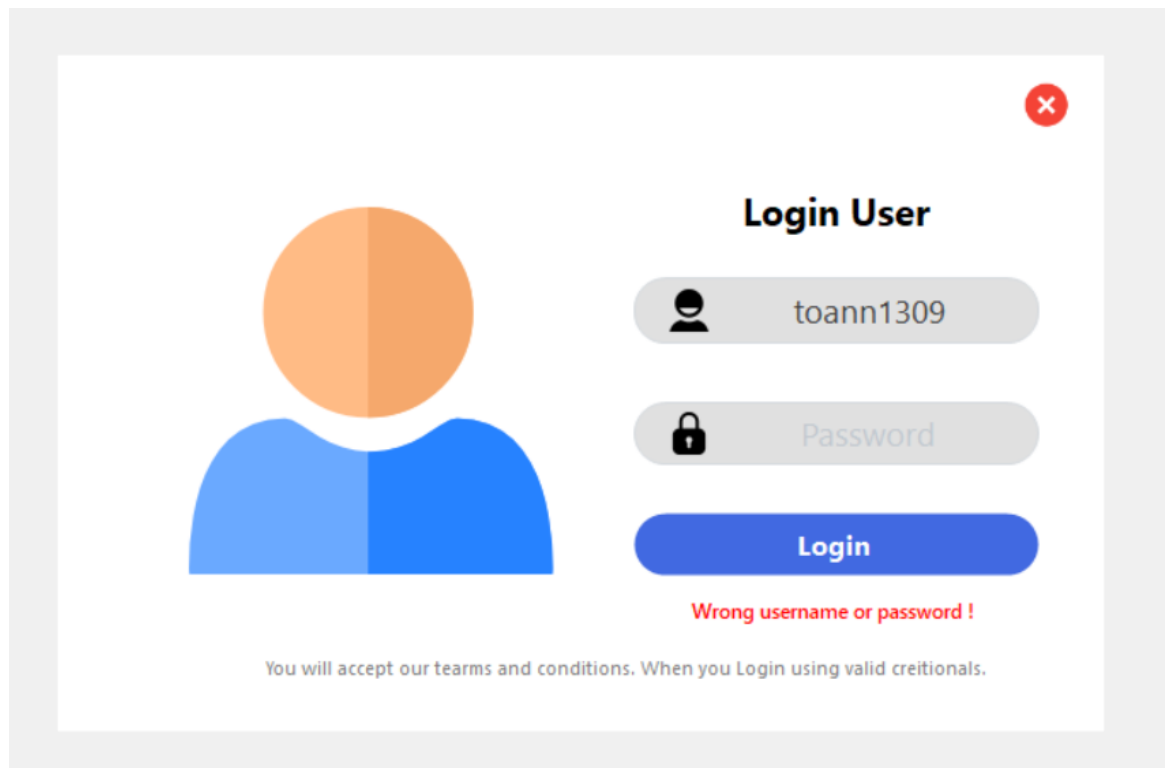 Login User
toann1309
Password
Login
Wrong username or password !
You will accept our tearms and conditions. When you Login using valid creitionals.